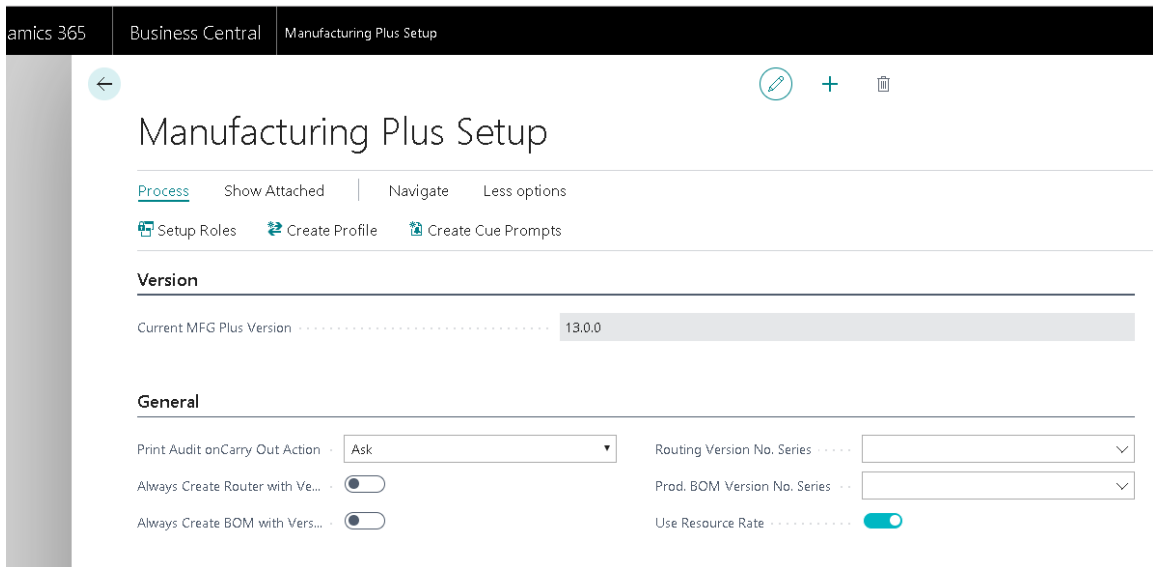 amics 365 Business Central Manufacturing Plus Setup
Manufacturing Plus Setup
Process Show Attached Navigate Less options
Setup Roles Create Profile Create Cue Prompts
Version
Current MFG Plus Version 13.0.0
General
Print Audit onCarry Out Action Ask Routing Version No. Series
Always Create Router with Ve... Prod. BOM Version No. Series
Always Create BOM with Vers... Use Resource Rate